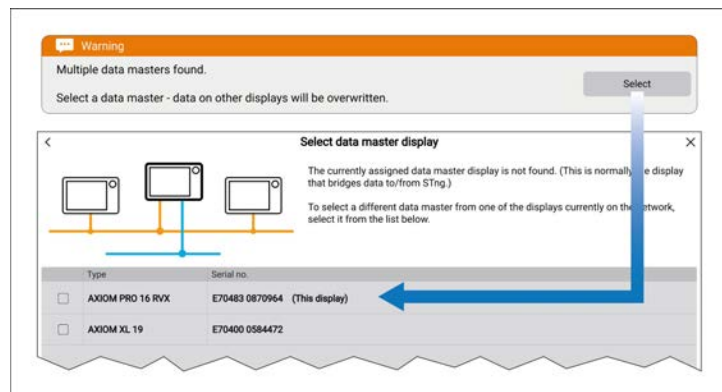 Warning
Multiple data masters found.
Select a data master - data on other displays will be overwritten.
Select
Select data master display
The currently assigned data master display is not found. (This is normally the display
that bridges data to/from STng.)
To select a different data master from one of the displays currently on the network,
select it from the list below.
Type Serial no.
AXIOM PRO 16 RVX E70483 0870964 (This display)
AXIOM XL 19 E70400 0584472